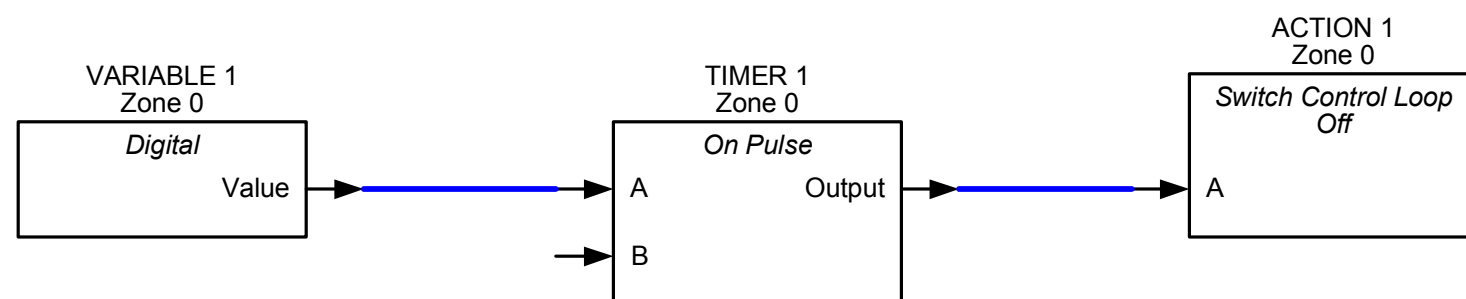 VARIABLE 1
Zone 0
Digital
Value
TIMER 1
Zone 0
On Pulse
A
Output
B
ACTION 1
Zone 0
Switch Control Loop
Off
A